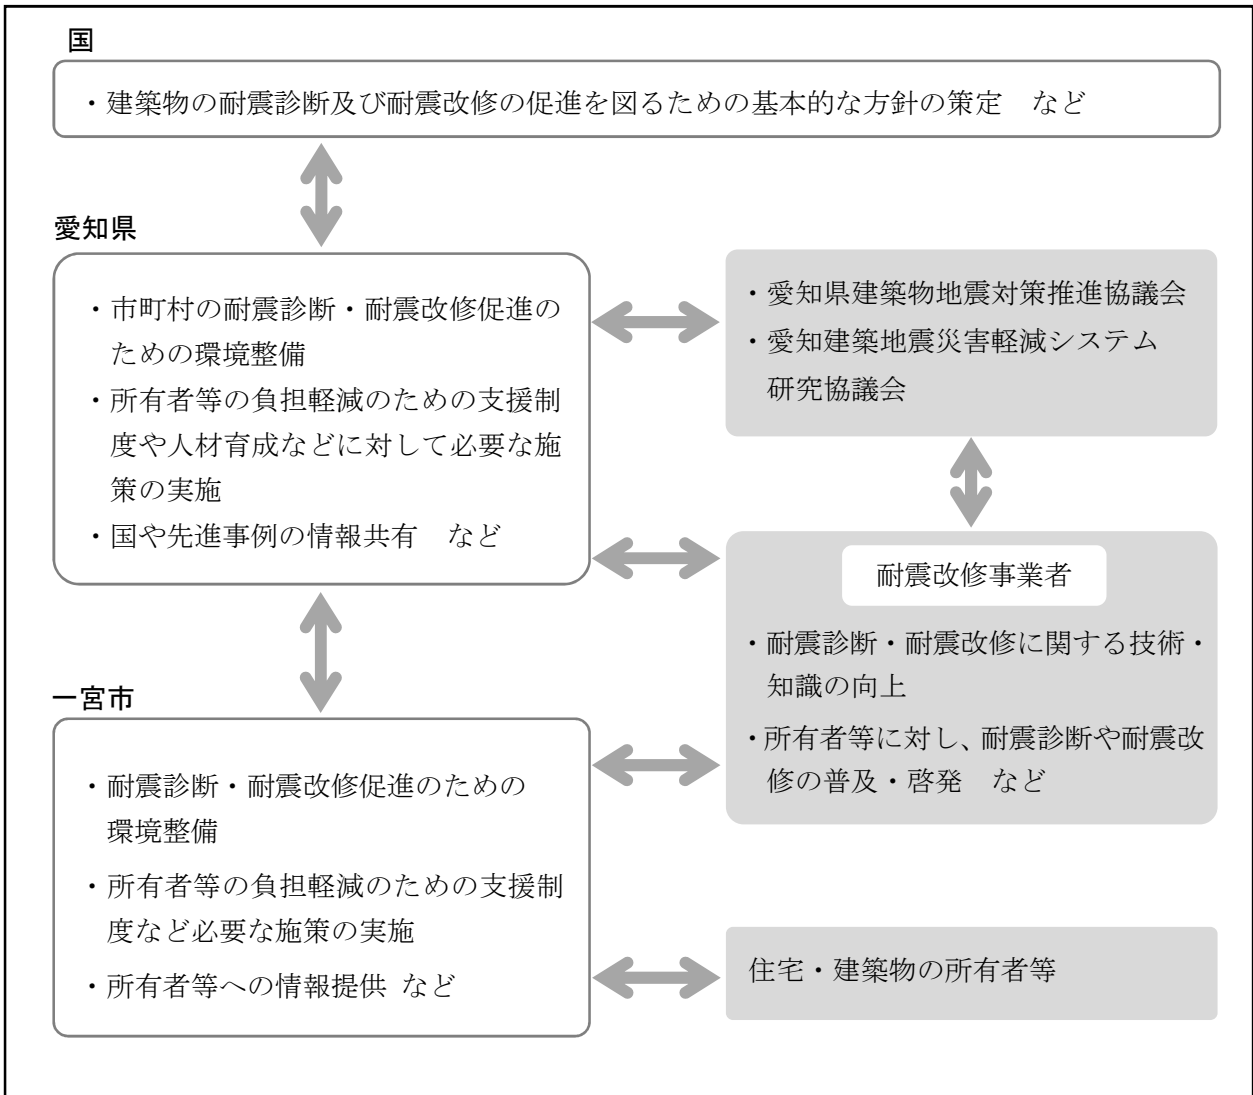 国
・建築物の耐震診断及び耐震改修の促進を図るための基本的な方針の策定　など
愛知県
・市町村の耐震診断・耐震改修促進の
ための環境整備
・所有者等の負担軽減のための支援制
度や人材育成などに対して必要な施
策の実施
・国や先進事例の情報共有　など
・愛知県建築物地震対策推進協議会
・愛知建築地震災害軽減システム
研究協議会
耐震改修事業者
・耐震診断・耐震改修に関する技術・
知識の向上
・所有者等に対し、耐震診断や耐震改
修の普及・啓発　など
一宮市
・耐震診断・耐震改修促進のための
環境整備
・所有者等の負担軽減のための支援制
度など必要な施策の実施
・所有者等への情報提供 など
住宅・建築物の所有者等